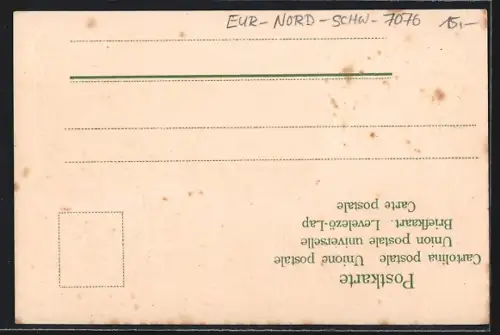 EUR-NORD-SCHW-7076 15,-
Postkarte
Cartolina postale Unione postale
Union postale universelle
Briefkaart. Levelező-Lap
Carte postale